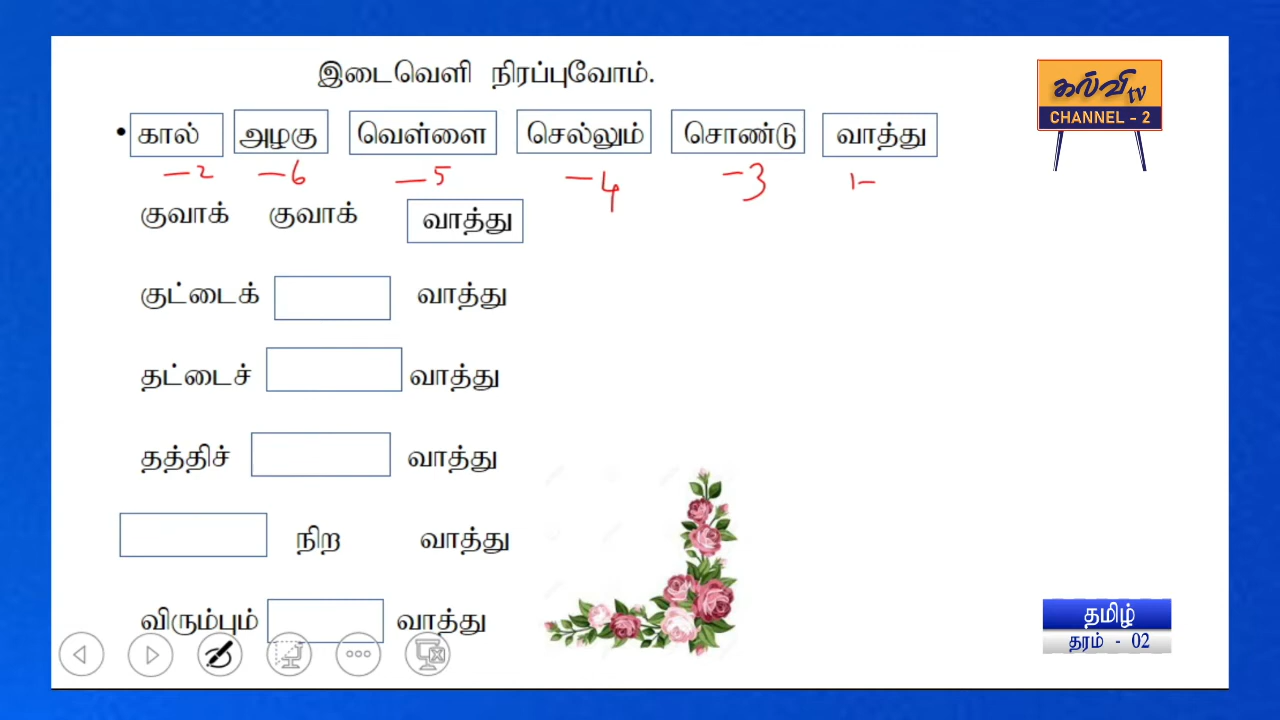 இடைவெளி நிரப்புவோம்.
கல்வி tv
CHANNEL - 2
• கால் அழகு வெள்ளை செல்லும் சொண்டு வாத்து
-2 -6 -5 -4 -3 1-
குவாக் குவாக் வாத்து
குட்டைக் வாத்து
தட்டைச் வாத்து
தத்திச் வாத்து
நிற வாத்து
விரும்பும் வாத்து
தமிழ்
தரம் - 02